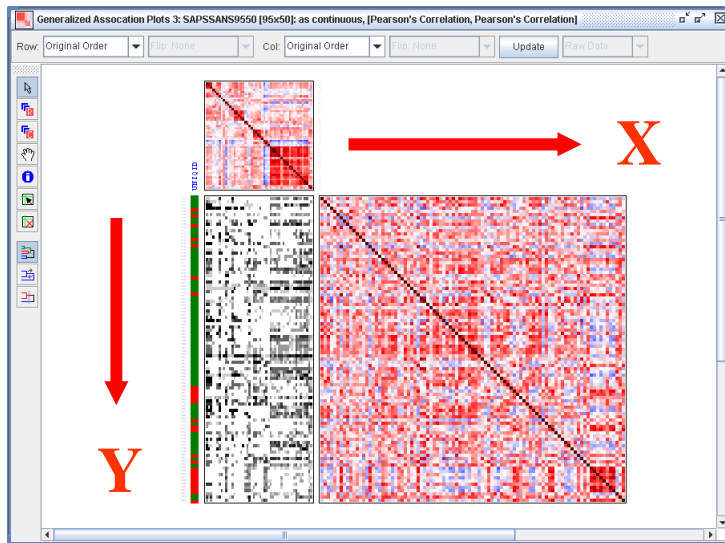 Generalized Assocation Plots 3: SAPSSANS9550 [95x50]: as continuous, [Pearson's Correlation, Pearson's Correlation]
Row: Original Order Flip: None Col: Original Order Flip: None Update Raw Data
X
UNIQID
Y